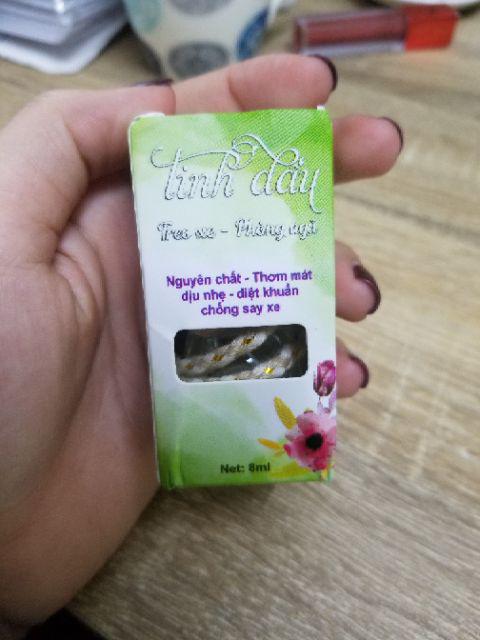 tinh dầu
Treo xe - Phòng ngủ
Nguyên chất - Thơm mát
dịu nhẹ - diệt khuẩn
chống say xe
Net: 8ml